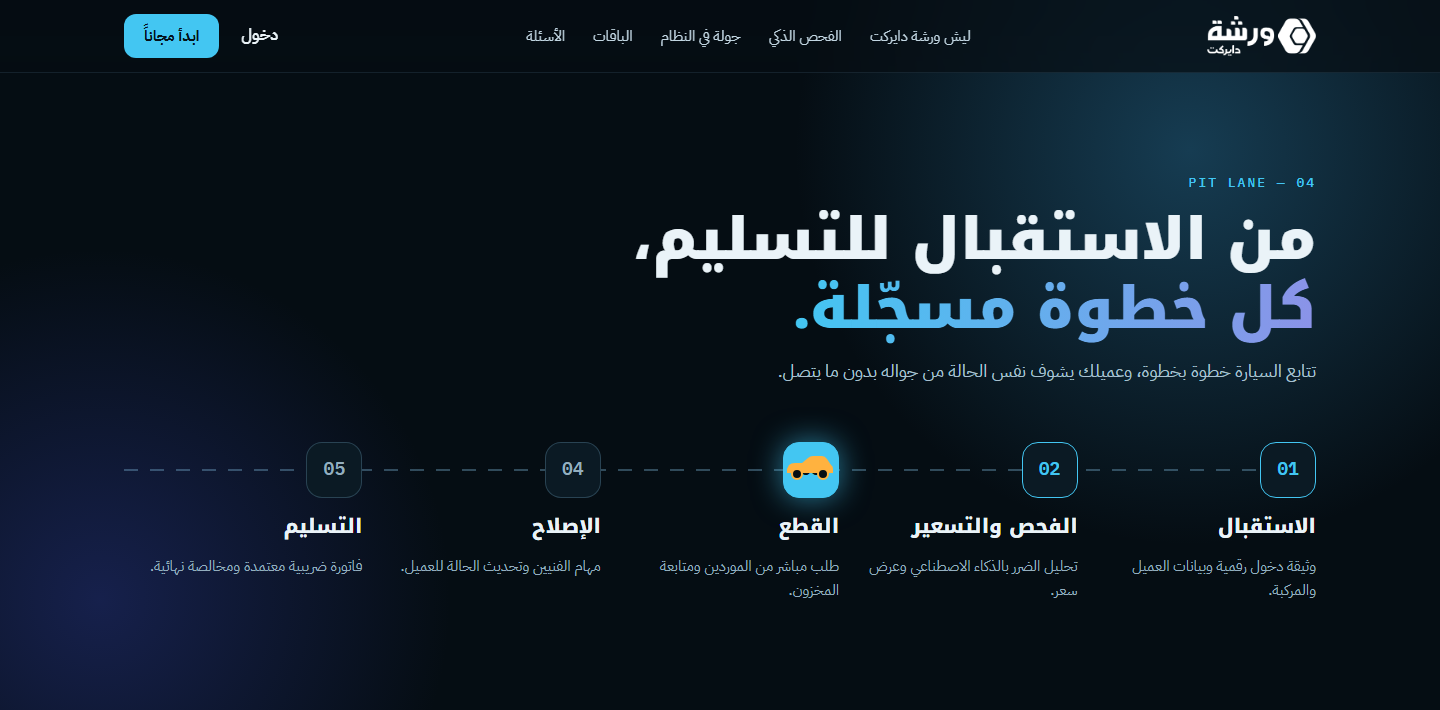 ورشة
دايركت
ليش ورشة دايركت
الفحص الذكي
جولة في النظام
الباقات
الأسئلة
دخول
ابدأ مجاناً
PIT LANE — 04
من الاستقبال للتسليم،
كل خطوة مسجّلة.
تتابع السيارة خطوة بخطوة، وعميلك يشوف نفس الحالة من جواله بدون ما يتصل.
01
الاستقبال
وثيقة دخول رقمية وبيانات العميل
والمركبة.
02
الفحص والتسعير
تحليل الضرر بالذكاء الاصطناعي وعرض
سعر.
القطع
طلب مباشر من الموردين ومتابعة
المخزون.
04
الإصلاح
مهام الفنيين وتحديث الحالة للعميل.
05
التسليم
فاتورة ضريبية معتمدة ومخالصة نهائية.